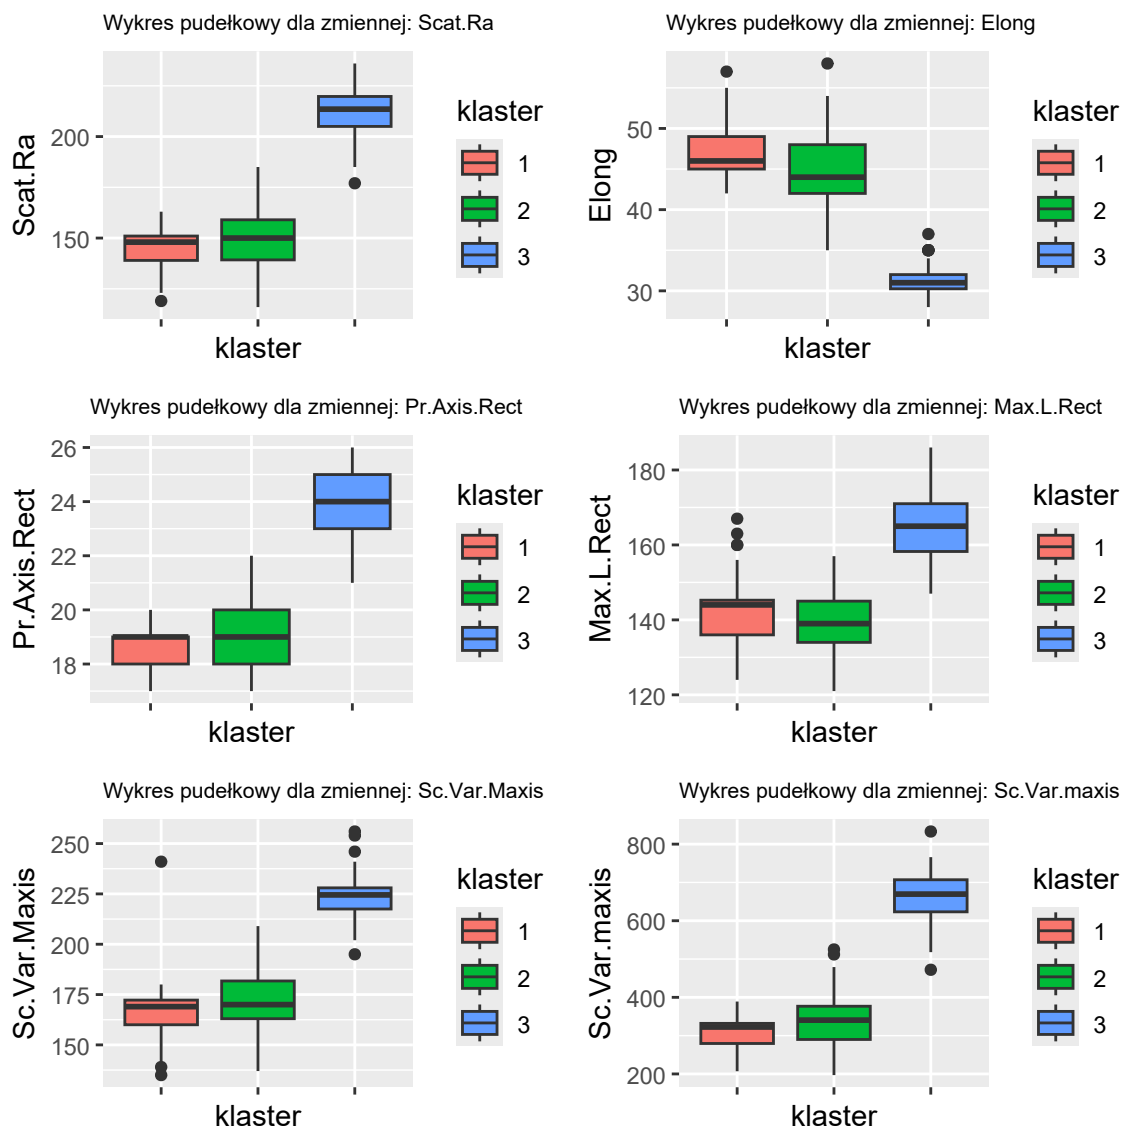 Wykres pudełkowy dla zmiennej: Scat.Ra
Scat.Ra
200
150
klaster
klaster
1
2
3
Wykres pudełkowy dla zmiennej: Elong
Elong
50
40
30
klaster
klaster
1
2
3
Wykres pudełkowy dla zmiennej: Pr.Axis.Rect
Pr.Axis.Rect
26
24
22
20
18
klaster
klaster
1
2
3
Wykres pudełkowy dla zmiennej: Max.L.Rect
Max.L.Rect
180
160
140
120
klaster
klaster
1
2
3
Wykres pudełkowy dla zmiennej: Sc.Var.Maxis
Sc.Var.Maxis
250
225
200
175
150
klaster
klaster
1
2
3
Wykres pudełkowy dla zmiennej: Sc.Var.maxis
Sc.Var.maxis
800
600
400
200
klaster
klaster
1
2
3